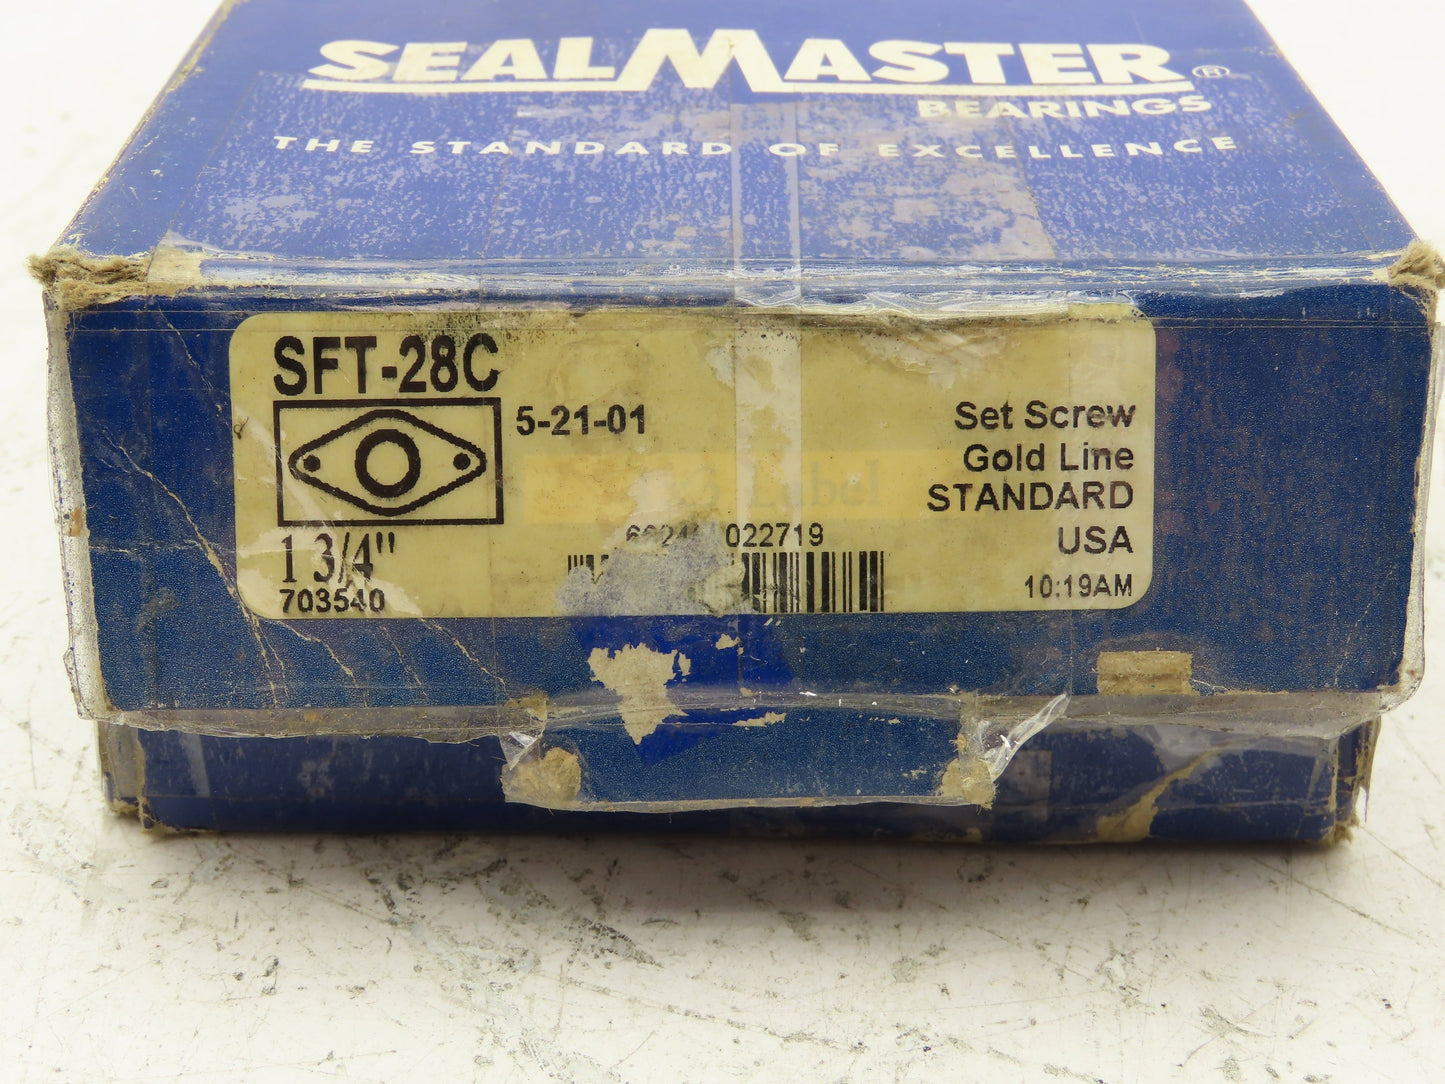 SEALMASTER®
BEARINGS
THE STANDARD OF EXCELLENCE
SFT-28C
5-21-01
Set Screw
Gold Line
Label
STANDARD
022719
USA
1 3/4"
703540
10:19AM